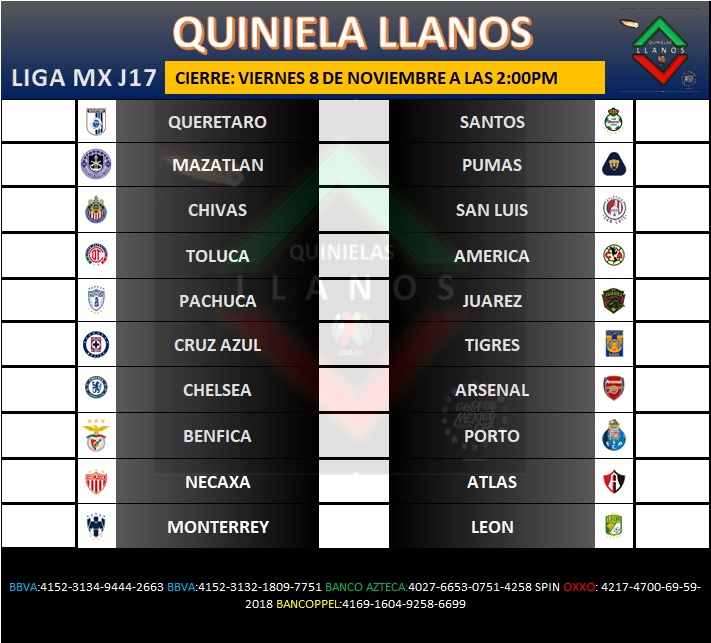 QUINIELA LLANOS
QUINIELAS
LLANOS
LIGA MX J17
CIERRE: VIERNES 8 DE NOVIEMBRE A LAS 2:00PM
QUERETARO SANTOS
MAZATLAN PUMAS
CHIVAS SAN LUIS
TOLUCA AMERICA
QUINIELAS
PACHUCA JUAREZ
LLANOS
CRUZ AZUL TIGRES
LIGA MX
CHELSEA ARSENAL
BENFICA PORTO
NECAXA ATLAS
MONTERREY LEON
BBVA:4152-3134-9444-2663 BBVA:4152-3132-1809-7751 BANCO AZTECA:4027-6653-0751-4258 SPIN OXXO: 4217-4700-69-59-
2018 BANCOPPEL:4169-1604-9258-6699